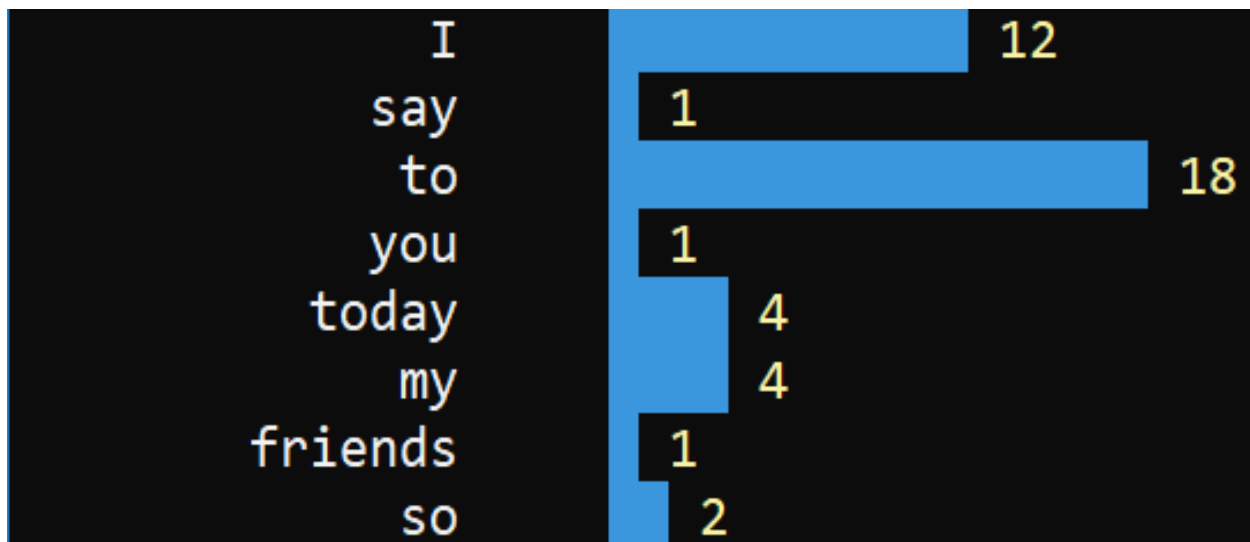 I 12
say 1
to 18
you 1
today 4
my 4
friends 1
so 2